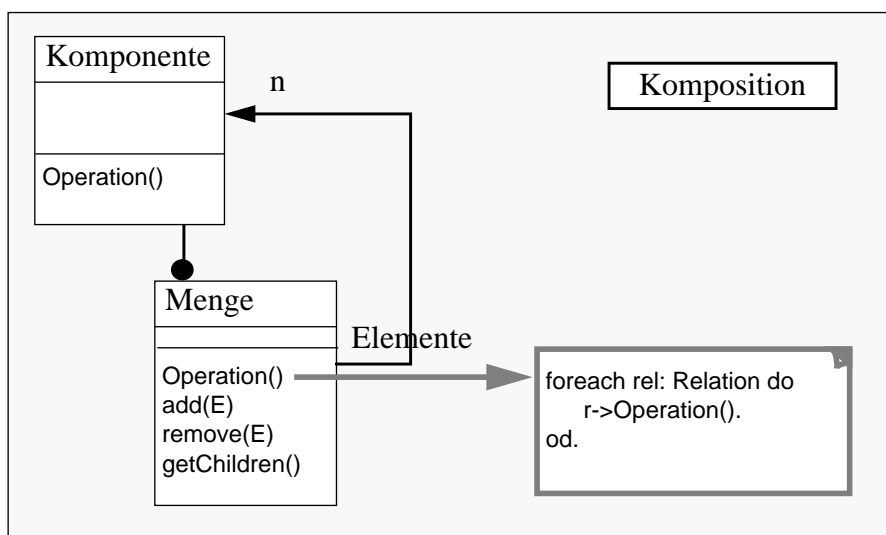 Komponente
n
Komposition
Operation()
Menge
Elemente
Operation()
add(E)
remove(E)
getChildren()
foreach rel: Relation do
r->Operation().
od.